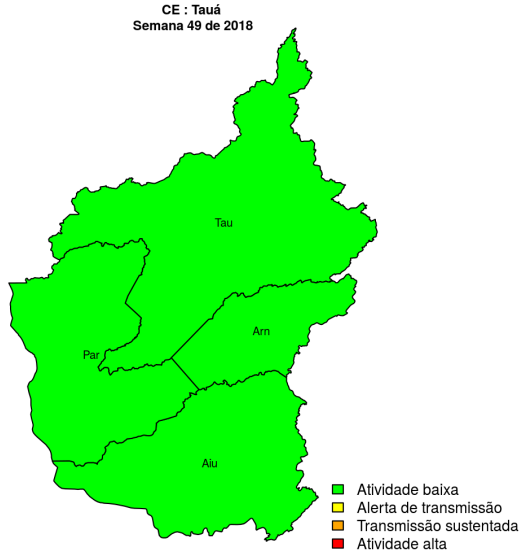 CE : Tauá
Semana 49 de 2018
Tau
Arn
Par
Aiu
Atividade baixa
Alerta de transmissão
Transmissão sustentada
Atividade alta